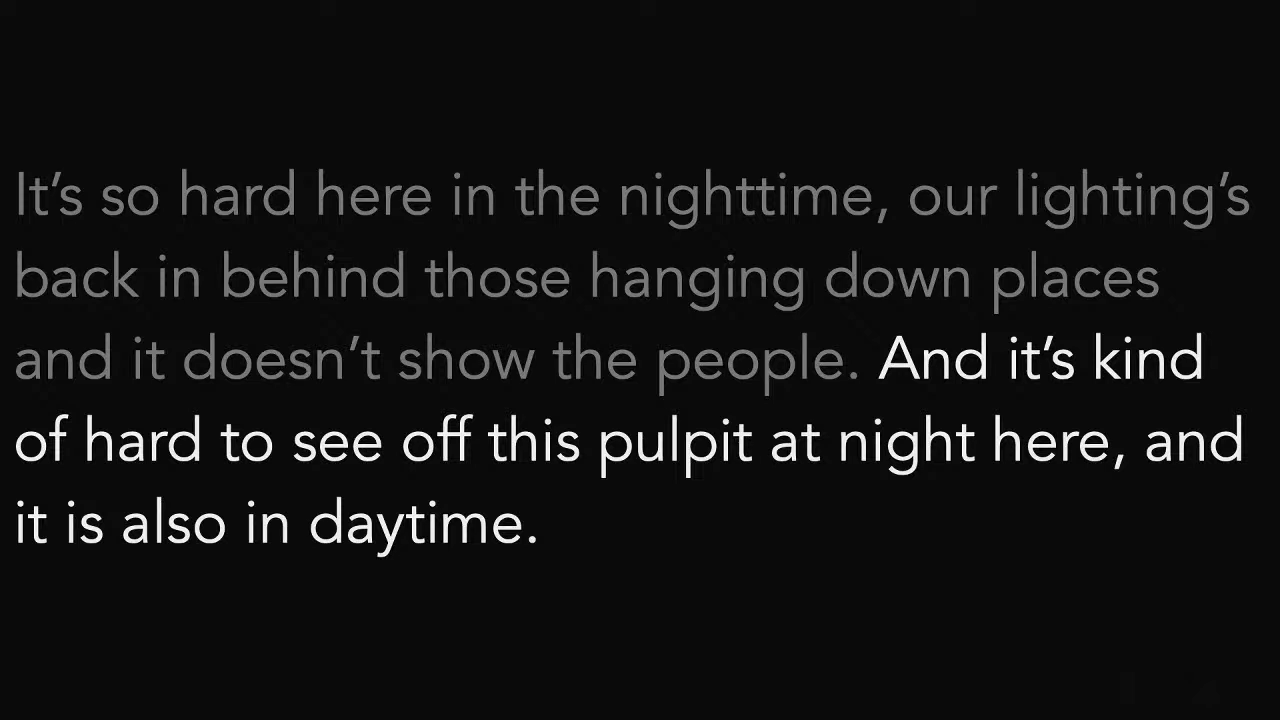 It’s so hard here in the nighttime, our lighting’s
back in behind those hanging down places
and it doesn’t show the people. And it’s kind
of hard to see off this pulpit at night here, and
it is also in daytime.